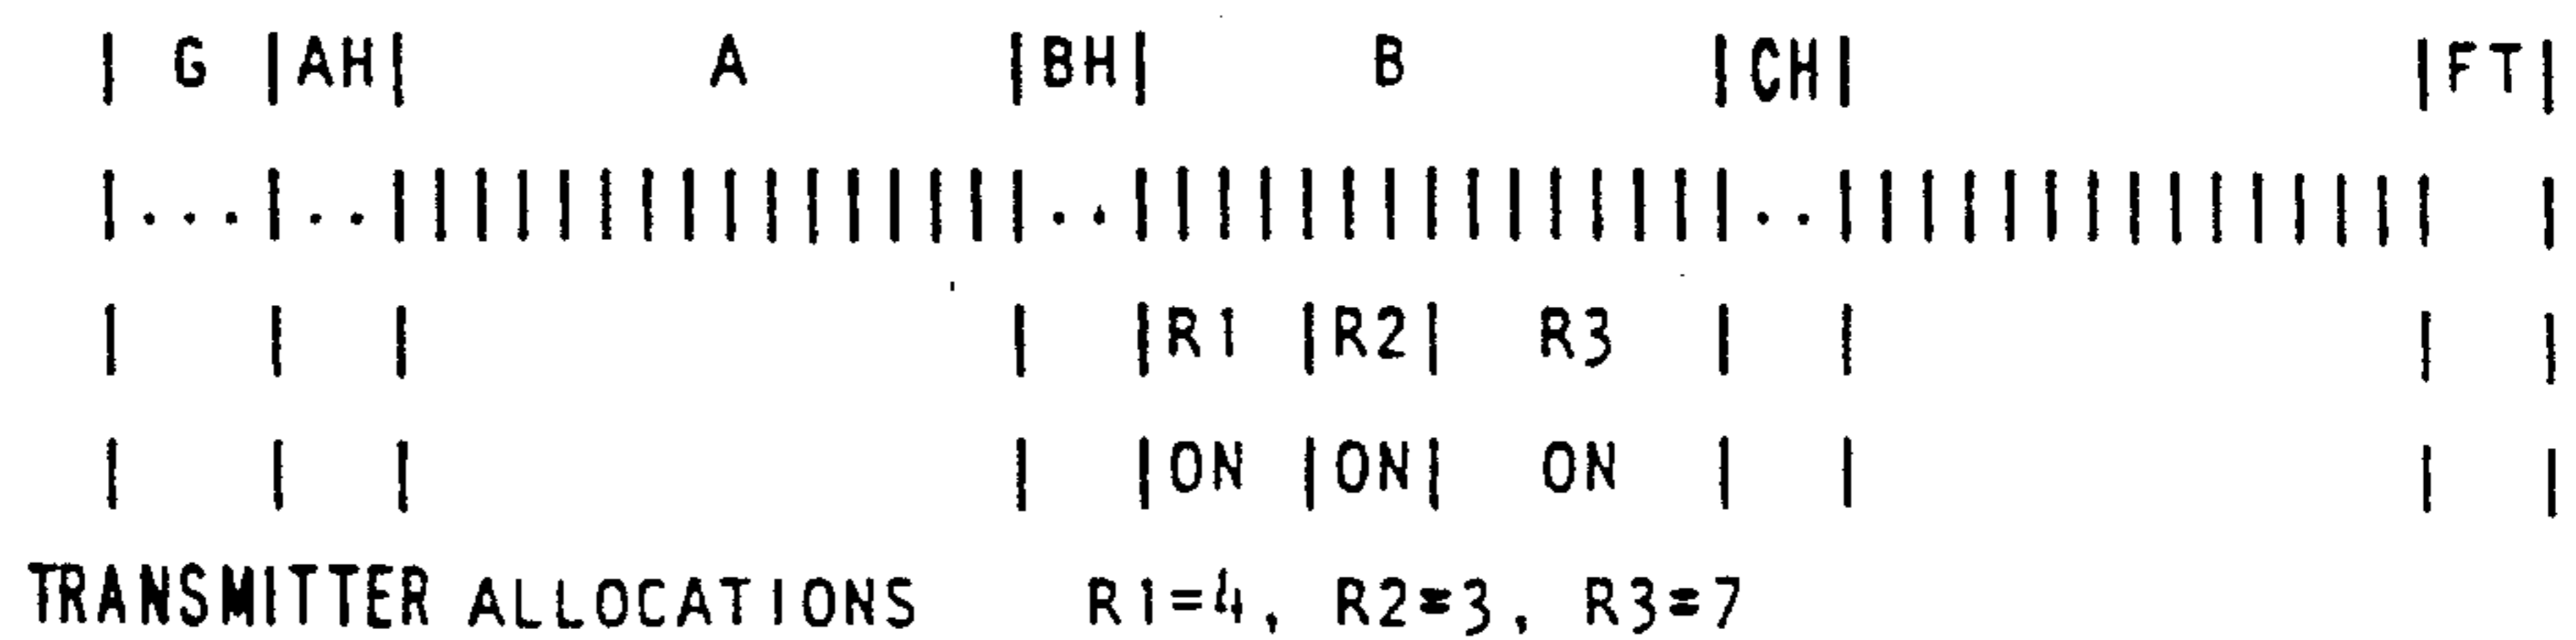 | G |AH| A |BH| B |CH| |FT|
|...|..||||||||||||||||..|||||||||||||||..||||||||||||||| |
| | | | |R1 |R2| R3 | | | |
| | | | |ON |ON| ON | | | |
TRANSMITTER ALLOCATIONS R1=4, R2=3, R3=7